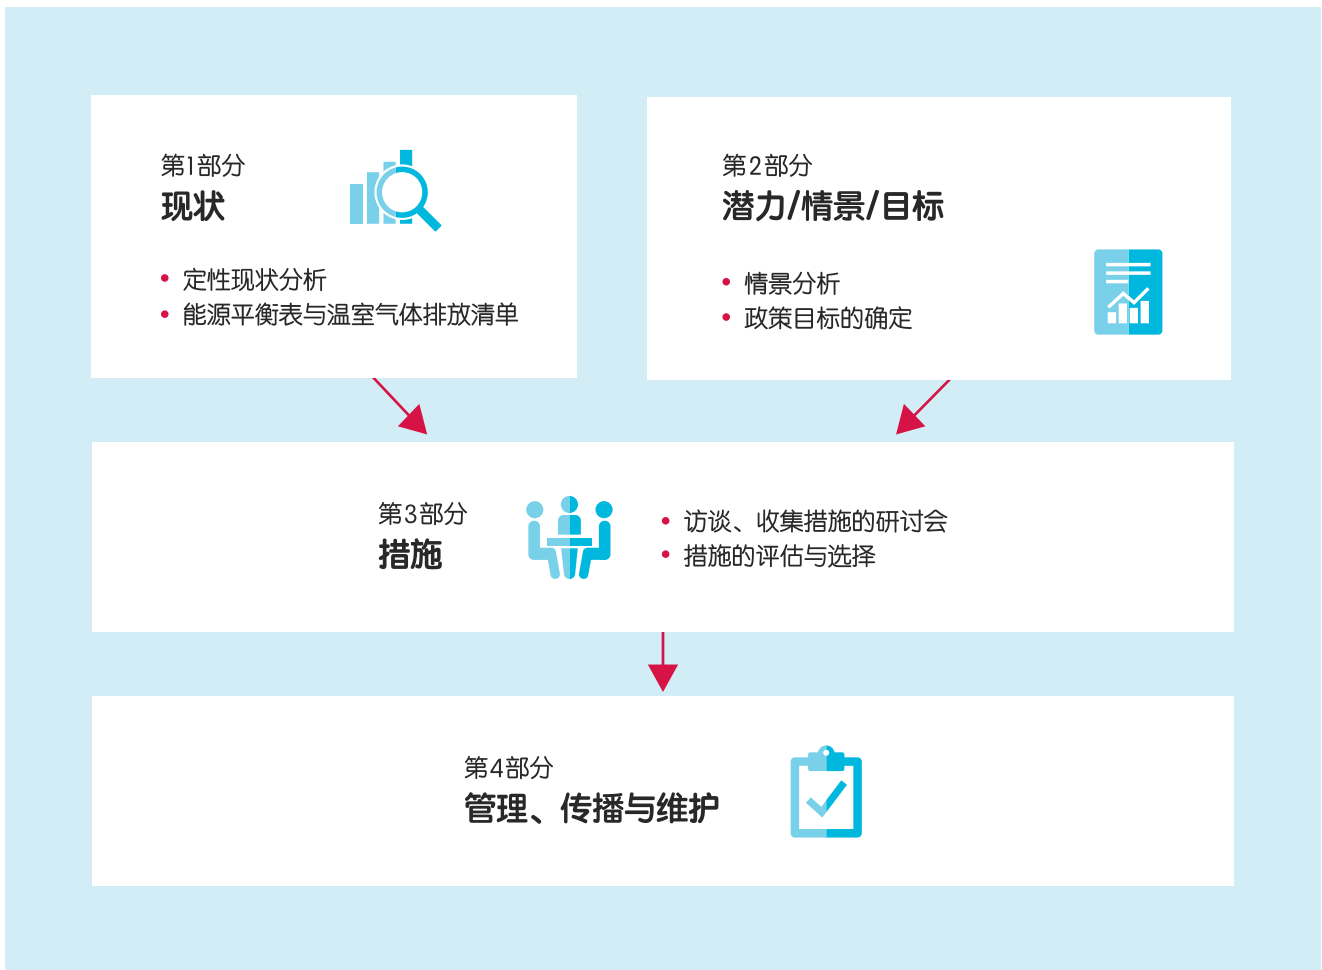 第1部分
现状
• 定性现状分析
• 能源平衡表与温室气体排放清单
第2部分
潜力/情景/目标
• 情景分析
• 政策目标的确定
第3部分
措施
• 访谈、收集措施的研讨会
• 措施的评估与选择
第4部分
管理、传播与维护